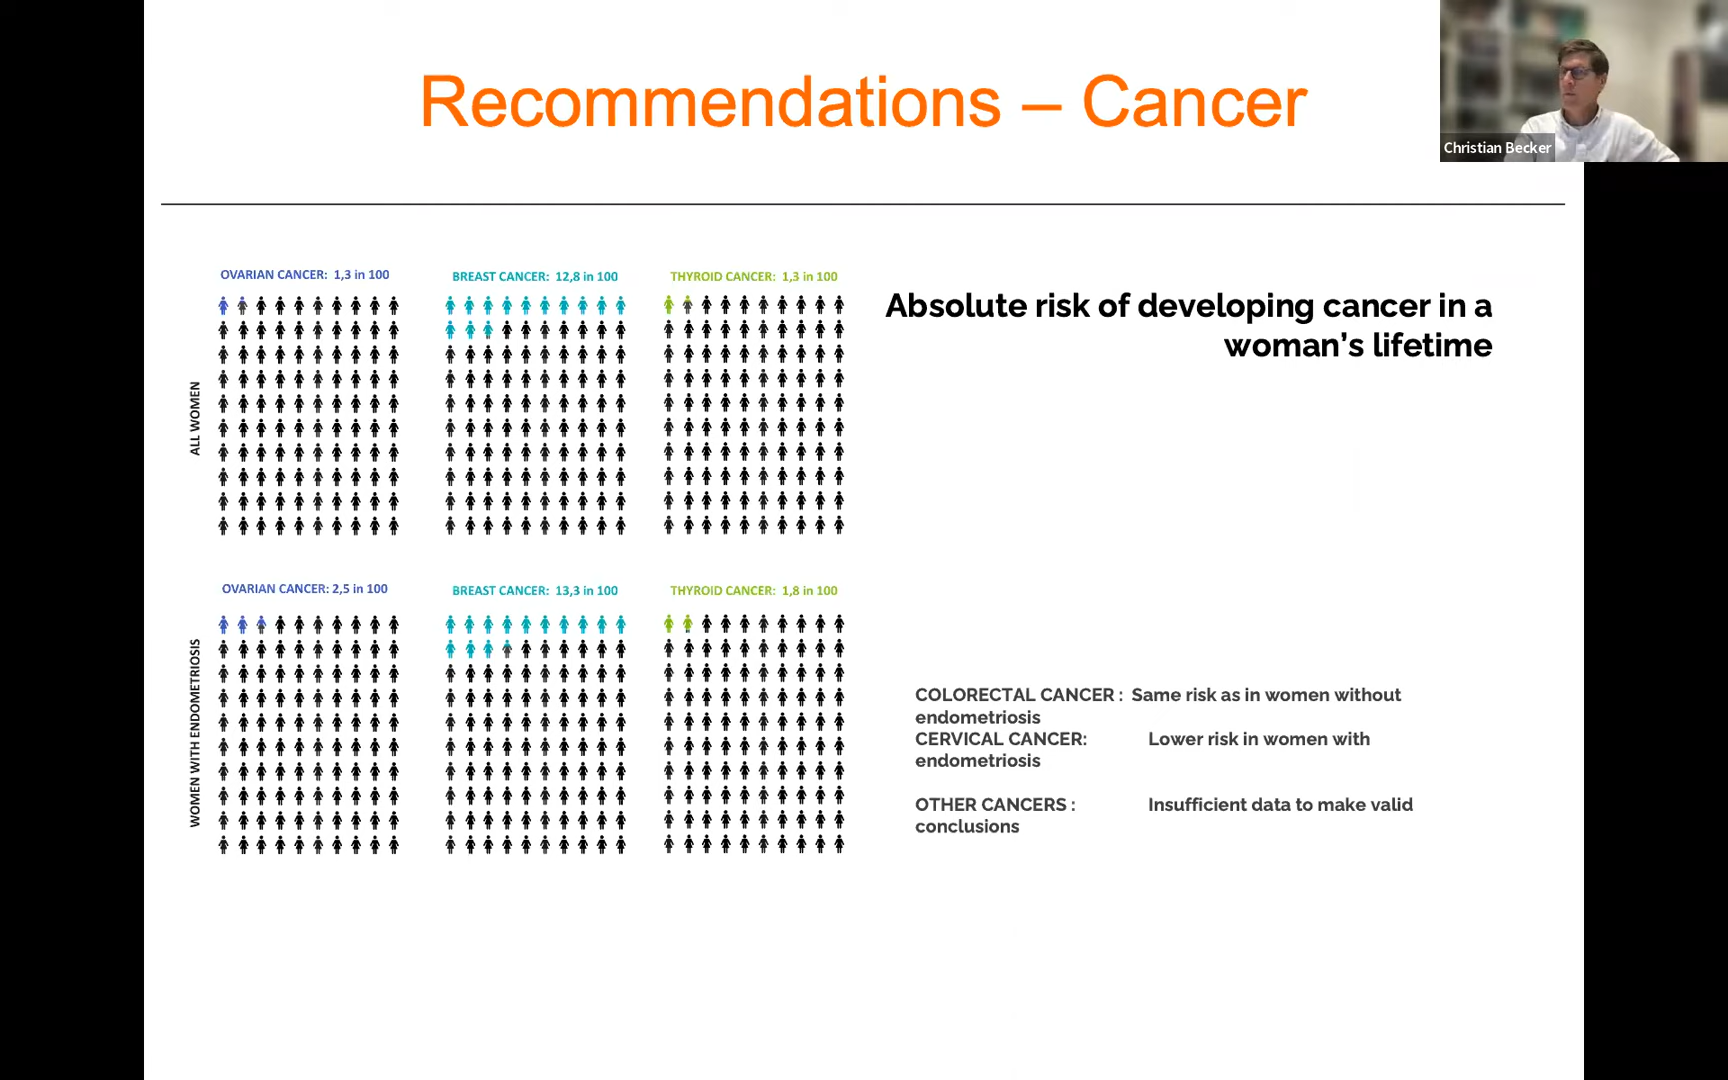 Recommendations – Cancer
Christian Becker
OVARIAN CANCER: 1,3 in 100
BREAST CANCER: 12,8 in 100
THYROID CANCER: 1,3 in 100
ALL WOMEN
Absolute risk of developing cancer in a
woman's lifetime
OVARIAN CANCER: 2,5 in 100
BREAST CANCER: 13,3 in 100
THYROID CANCER: 1,8 in 100
WOMEN WITH ENDOMETRIOSIS
COLORECTAL CANCER : Same risk as in women without
endometriosis
CERVICAL CANCER: Lower risk in women with
endometriosis
OTHER CANCERS : Insufficient data to make valid
conclusions